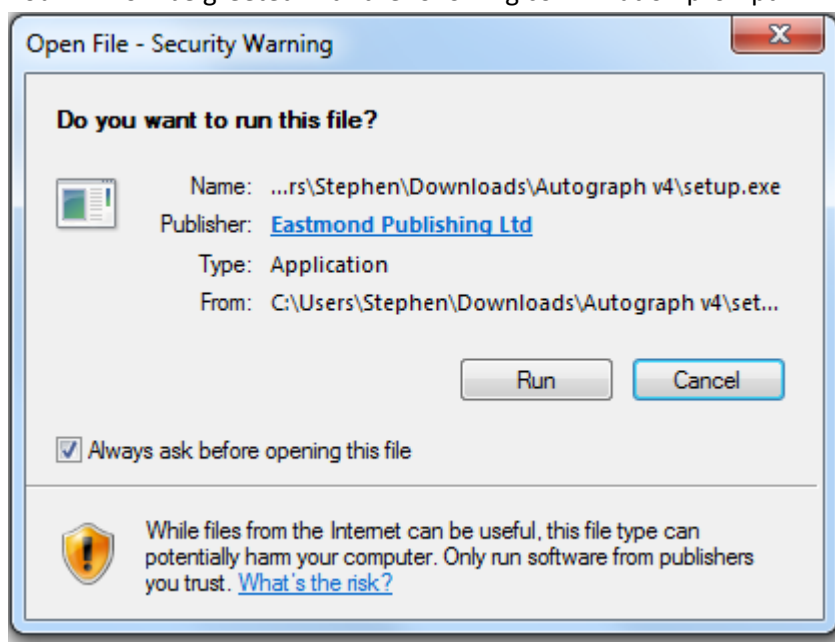 Open File - Security Warning
Do you want to run this file?
Name: ...rs\Stephen\Downloads\Autograph v4\setup.exe
Publisher: Eastmond Publishing Ltd
Type: Application
From: C:\Users\Stephen\Downloads\Autograph v4\set...
Run Cancel
Always ask before opening this file
While files from the Internet can be useful, this file type can
potentially harm your computer. Only run software from publishers
you trust. What's the risk?